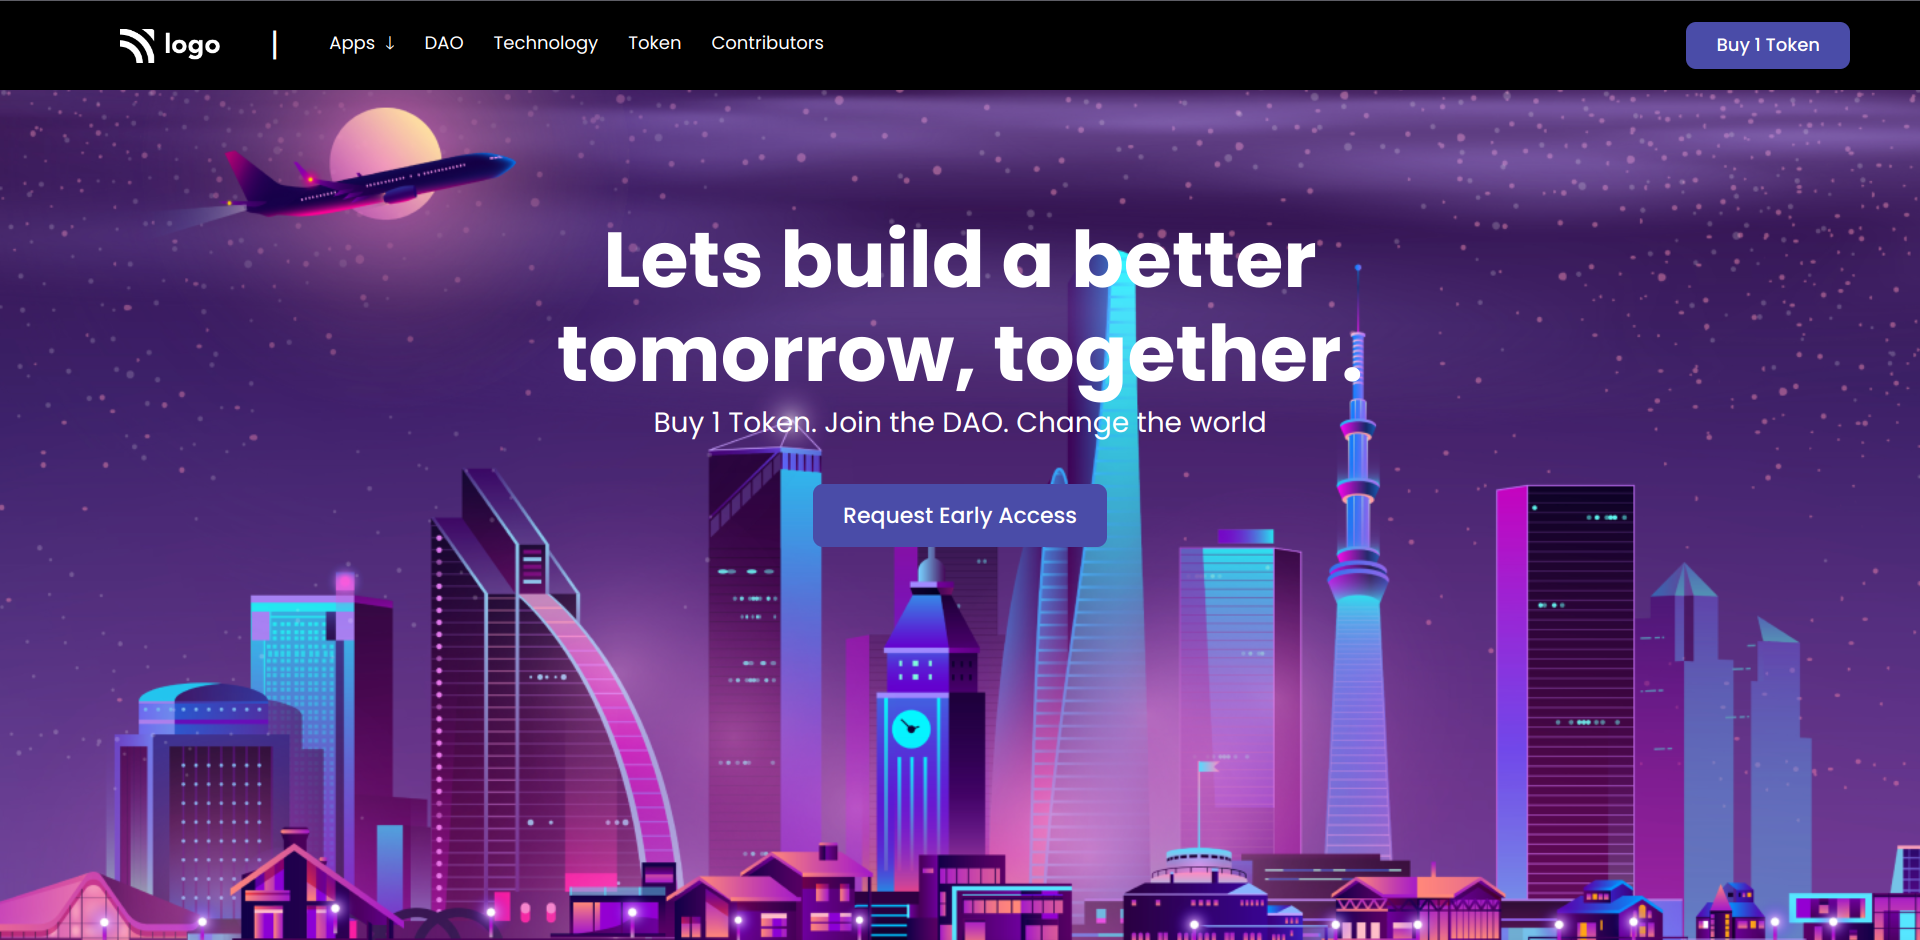 logo | Apps ↓ DAO Technology Token Contributors Buy 1 Token
Lets build a better
tomorrow, together.
Buy 1 Token. Join the DAO. Change the world
Request Early Access